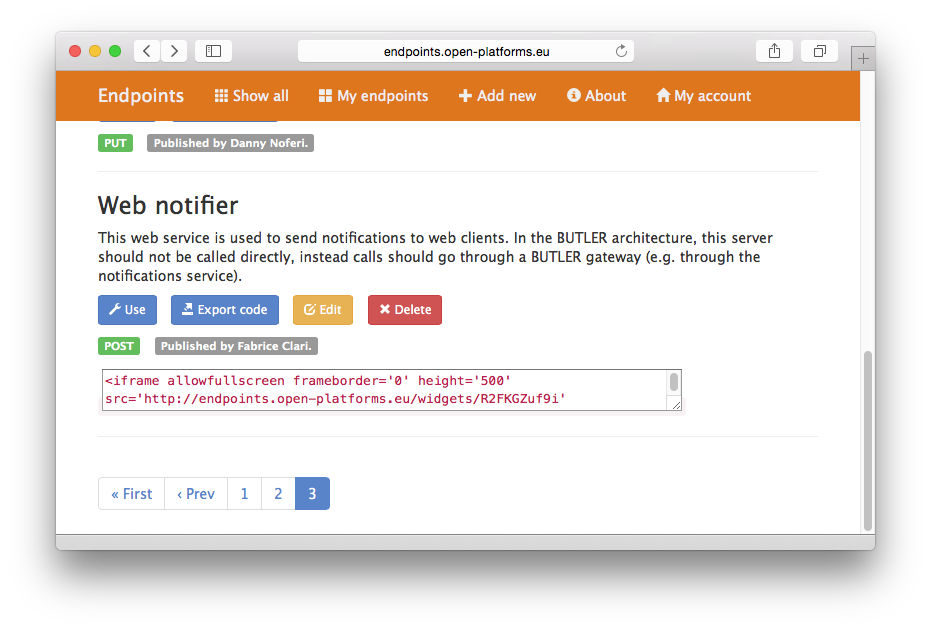 endpoints.open-platforms.eu
Endpoints Show all My endpoints Add new About My account
PUT Published by Danny Noferi.
Web notifier
This web service is used to send notifications to web clients. In the BUTLER architecture, this server
should not be called directly, instead calls should go through a BUTLER gateway (e.g. through the
notifications service).
Use Export code Edit Delete
POST Published by Fabrice Clari.
<iframe allowfullscreen frameborder='0' height='500'
src='http://endpoints.open-platforms.eu/widgets/R2FKGZuf9i'
« First ‹ Prev 1 2 3